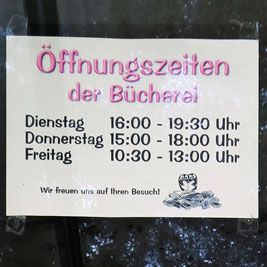 Öffnungszeiten
der Bücherei
Dienstag 16:00 - 19:30 Uhr
Donnerstag 15:00 - 18:00 Uhr
Freitag 10:30 - 13:00 Uhr
Wir freuen uns auf Ihren Besuch!